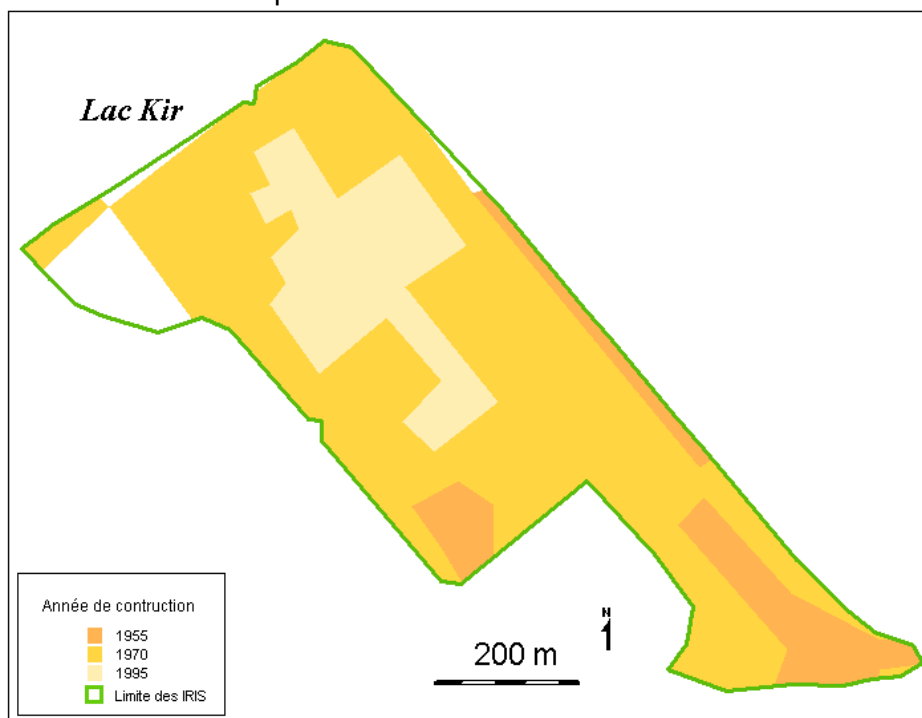 Lac Kir
Année de contruction
1955
1970
1995
Limite des IRIS
200 m
N